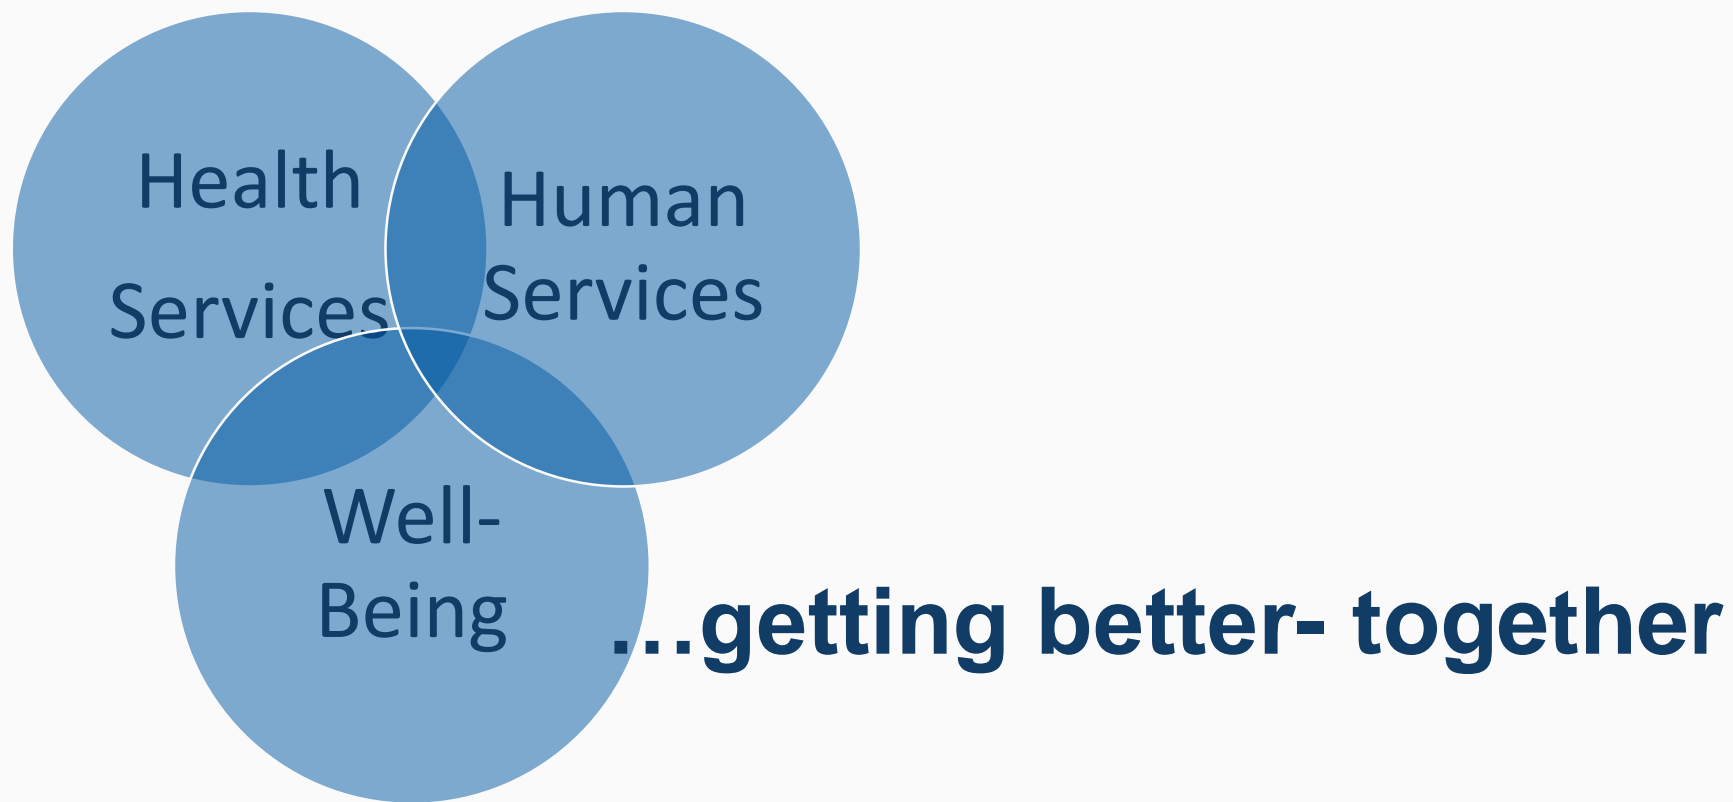 Health
Services
Human
Services
Well-
Being
...getting better- together